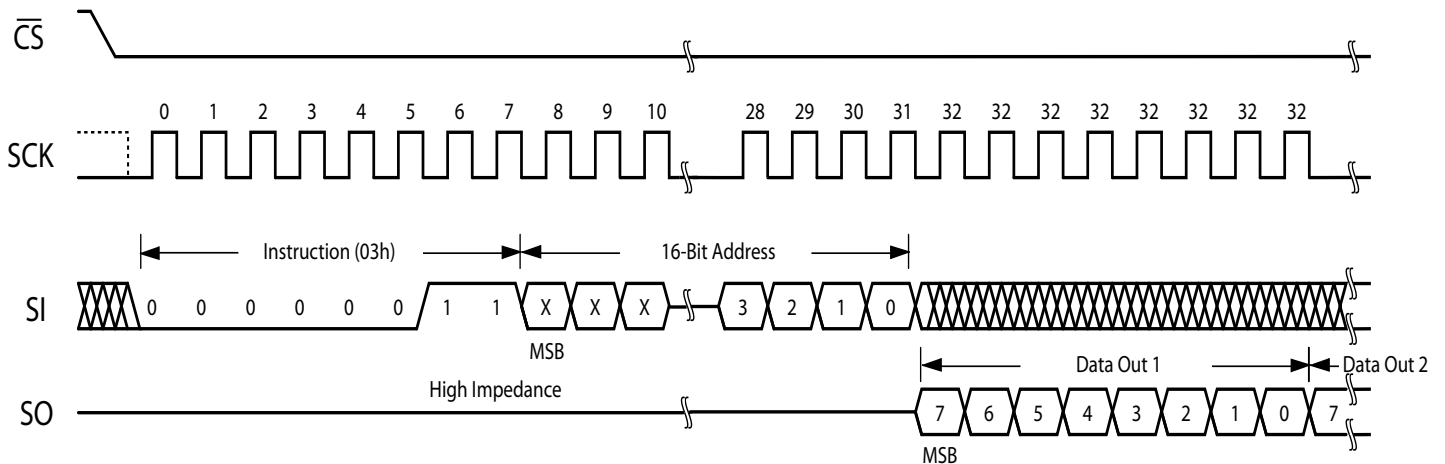 CS
0 1 2 3 4 5 6 7 8 9 10 28 29 30 31 32 32 32 32 32 32 32 32
SCK
Instruction (03h) 16-Bit Address
SI 0 0 0 0 0 0 1 1 X X X 3 2 1 0
MSB
Data Out 1 Data Out 2
High Impedance
SO 7 6 5 4 3 2 1 0 7
MSB